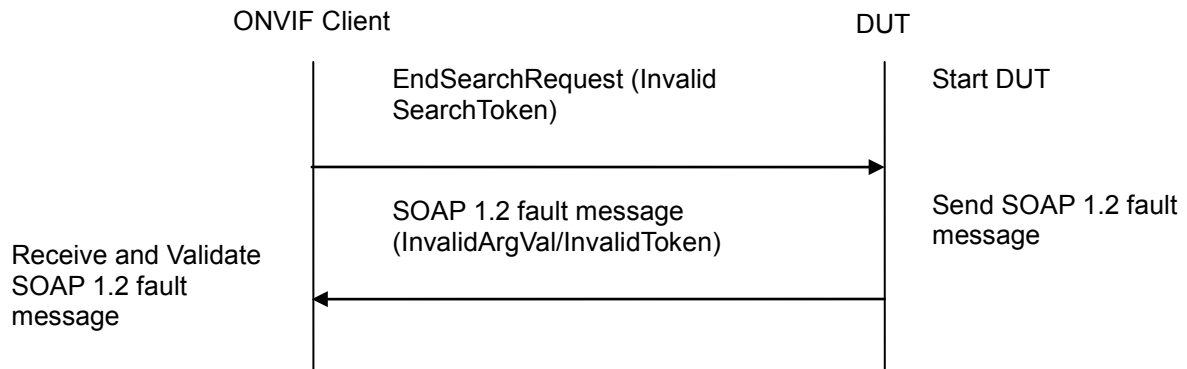 ONVIF Client
DUT
EndSearchRequest (Invalid
SearchToken)
Start DUT
SOAP 1.2 fault message
(InvalidArgVal/InvalidToken)
Send SOAP 1.2 fault
message
Receive and Validate
SOAP 1.2 fault
message